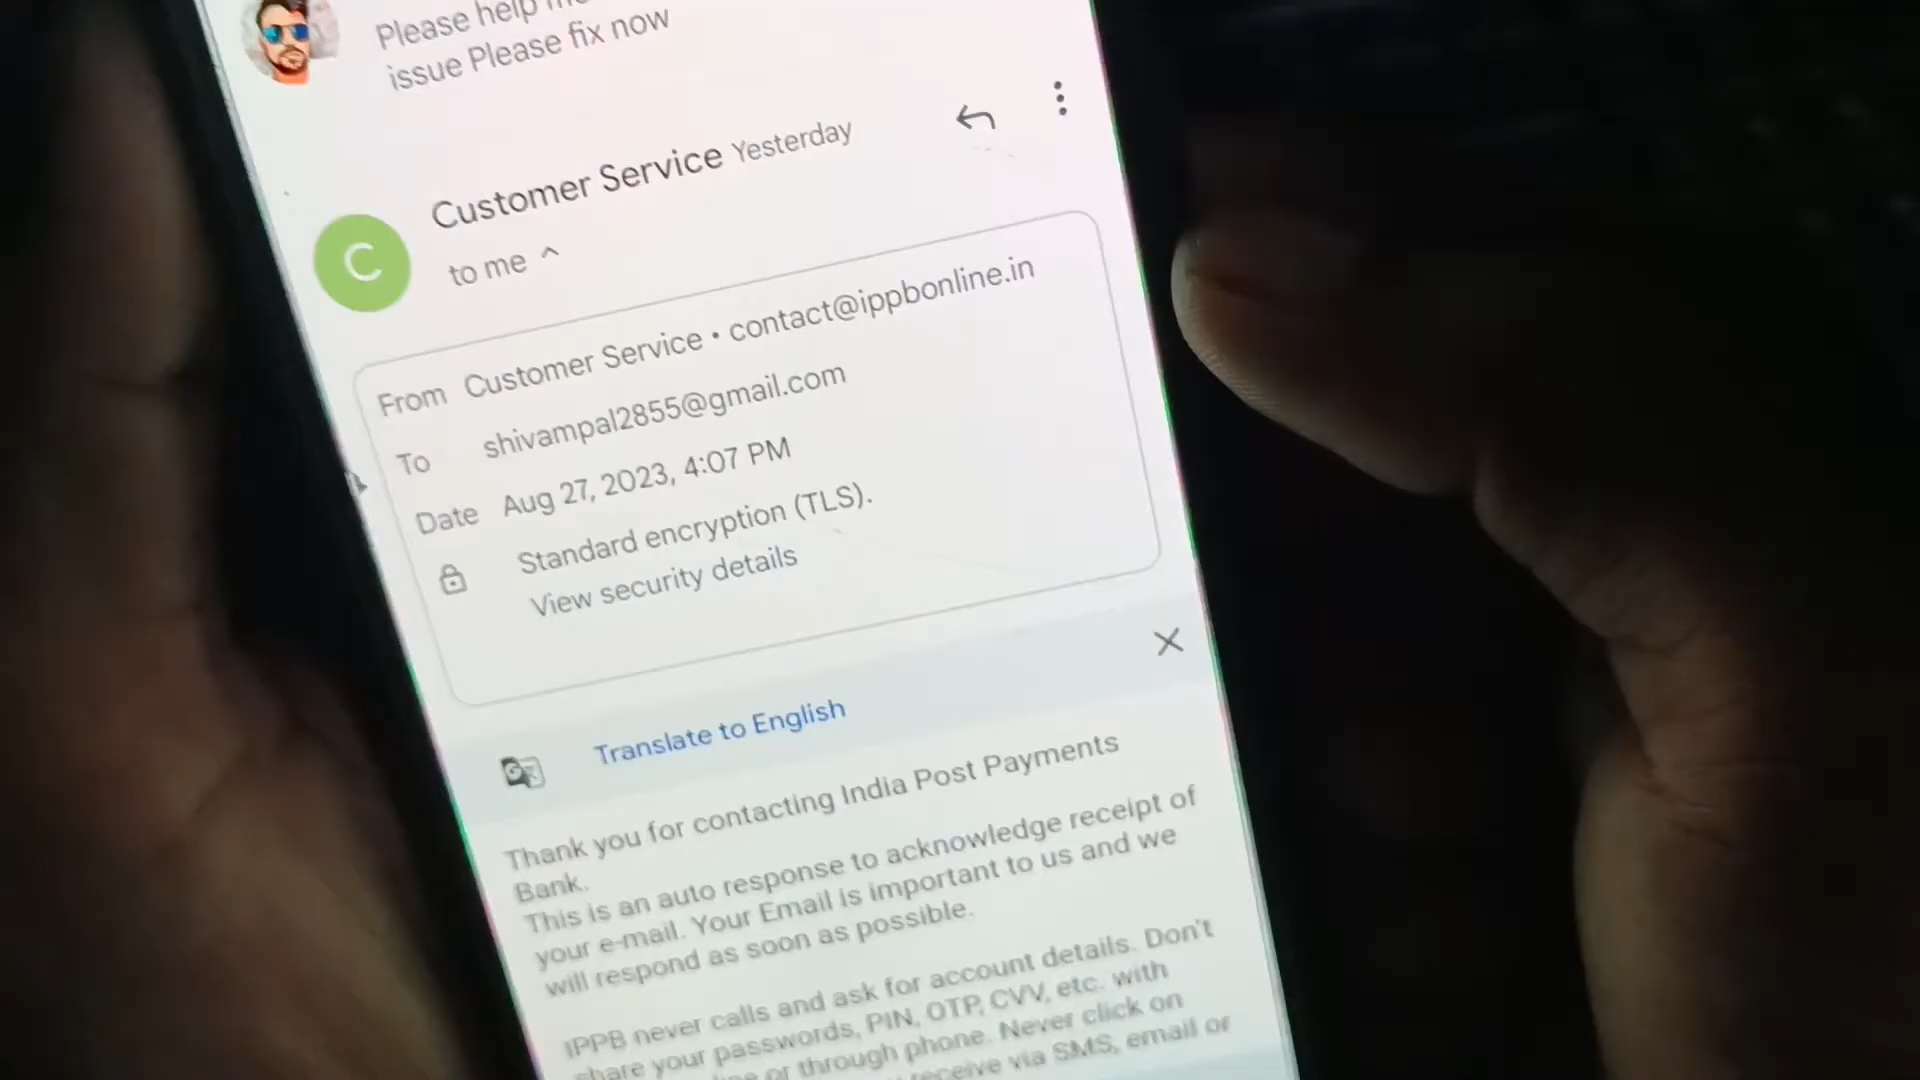 Please help
issue Please fix now
Customer Service Yesterday
C
to me
From Customer Service • contact@ippbonline.in
To shivampal2855@gmail.com
Date Aug 27, 2023, 4:07 PM
Standard encryption (TLS).
View security details
Translate to English
Thank you for contacting India Post Payments
Bank.
This is an auto response to acknowledge receipt of
your e-mail. Your Email is important to us and we
will respond as soon as possible.
IPPB never calls and ask for account details. Don't
share your passwords, PIN, OTP, CVV, etc. with
or through phone. Never click on
receive via SMS, email or